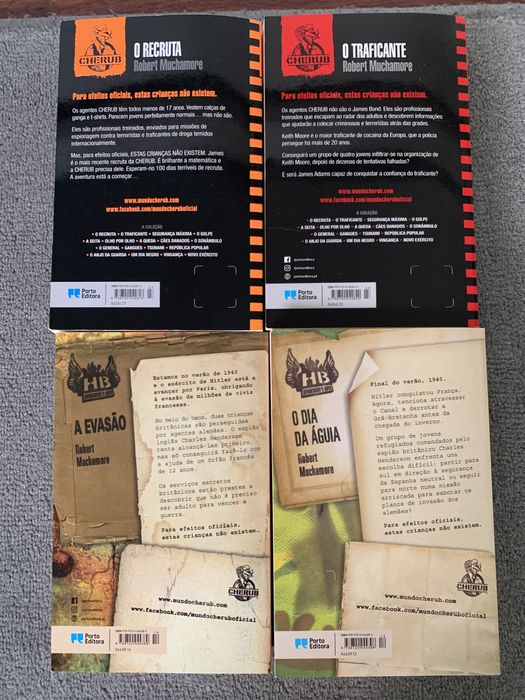 CHERUB
O RECRUTA
Robert Muchamore
Para efeitos oficiais, estas crianças não existem.
Os agentes CHERUB têm todos menos de 17 anos. Vestem calças de
ganga e t-shirts. Parecem jovens perfeitamente normais... mas não são.
Eles são profissionais treinados, enviados para missões de
espionagem contra terroristas e traficantes de droga temidos
internacionalmente.
Mas, para efeitos oficiais, ESTAS CRIANÇAS NÃO EXISTEM. James
é o mais recente recruta da CHERUB. É brilhante a matemática e
a CHERUB precisa dele. Esperam-no 100 dias terríveis de recruta.
A aventura está a começar...
www.mundocherub.com
www.facebook.com/mundocheruboficial
A COLEÇÃO
• O RECRUTA • O TRAFICANTE • SEGURANÇA MÁXIMA • O GOLPE
• A SEITA • OLHO POR OLHO • A QUEDA • CÃES DANADOS • O SONÂMBULO
• O GENERAL • GANGUES • TSUNAMI • REPÚBLICA POPULAR
• O ANJO DA GUARDA • UM DIA NEGRO • VINGANÇA • NOVO EXÉRCITO
Porto
Editora
CHERUB
O TRAFICANTE
Robert Muchamore
Para efeitos oficiais, estas crianças não existem.
Os agentes CHERUB não são o James Bond. Eles são profissionais
treinados que escapam ao radar dos adultos e descobrem informações
que ajudarão a colocar criminosos e terroristas atrás das grades.
Keith Moore é o maior traficante de cocaína da Europa, que a polícia
persegue há mais de 20 anos.
Conseguirá um grupo de quatro jovens infiltrar-se na organização de
Keith Moore, depois de dezenas de tentativas falhadas?
E será James Adams capaz de conquistar a confiança do traficante?
www.mundocherub.com
www.facebook.com/mundocheruboficial
A COLEÇÃO
• O RECRUTA • O TRAFICANTE • SEGURANÇA MÁXIMA • O GOLPE
• A SEITA • OLHO POR OLHO • A QUEDA • CÃES DANADOS • O SONÂMBULO
• O GENERAL • GANGUES • TSUNAMI • REPÚBLICA POPULAR
• O ANJO DA GUARDA • UM DIA NEGRO • VINGANÇA • NOVO EXÉRCITO
Porto
Editora
HB
A EVASÃO
Robert
Muchamore
Estamos no verão de 1940
e o exército de Hitler está a
avançar por Paris, obrigando
à evasão de milhões de civis
franceses.
No meio do caos, duas crianças
britânicas são perseguidas
por agentes alemães. O espião
inglês Charles Henderson
tenta alcançá-las primeiro,
mas só conseguirá fazê-lo com
a ajuda de um órfão francês
de 12 anos.
Os serviços secretos
britânicos estão prestes a
descobrir que não é preciso
ser adulto para vencer a
guerra.
Para efeitos oficiais,
estas crianças não existem…
CHERUB
www.mundocherub.com
www.facebook.com/mundocheruboficial
Porto
Editora
HB
O DIA
DA ÁGUIA
Robert
Muchamore
Final do verão, 1940.
Hitler conquistou França.
Agora, tenciona atravessar
o Canal e derrotar a
Grã-Bretanha antes da
chegada do inverno.
Um grupo de jovens
refugiados comandados pelo
espião britânico Charles
Henderson enfrenta uma
escolha difícil: partir para
sul em direção à segurança
da Espanha neutral ou seguir
para norte numa missão
arriscada para sabotar os
planos de invasão dos
alemães?
Para efeitos oficiais,
estas crianças não existem…
www.mundocherub.com
www.facebook.com/mundocheruboficial
CHERUB
Porto
Editora